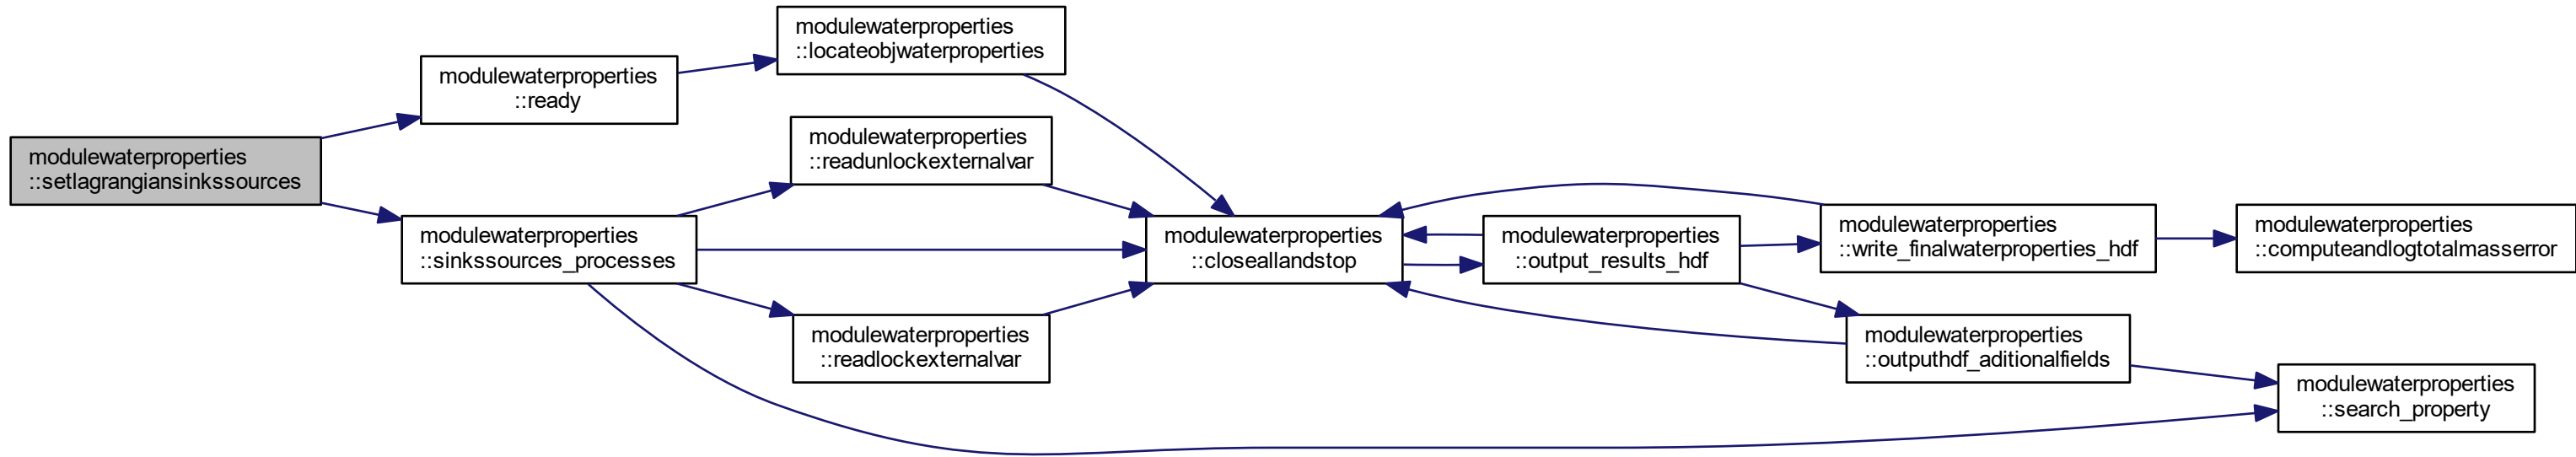 modulewaterproperties
::setlagrangiansinkssources
modulewaterproperties
::ready
modulewaterproperties
::locateobjwaterproperties
modulewaterproperties
::sinkssources_processes
modulewaterproperties
::readunlockexternalvar
modulewaterproperties
::readlockexternalvar
modulewaterproperties
::closeallandstop
modulewaterproperties
::output_results_hdf
modulewaterproperties
::write_finalwaterproperties_hdf
modulewaterproperties
::computeandlogtotalmasserror
modulewaterproperties
::outputhdf_aditionalfields
modulewaterproperties
::search_property